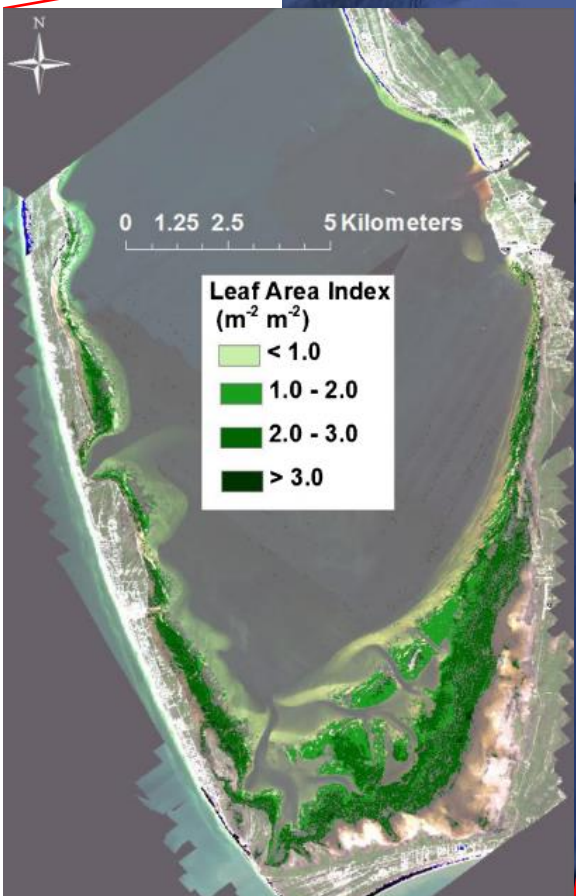 N
0 1.25 2.5 5 Kilometers
Leaf Area Index
(m⁻² m⁻²)
< 1.0
1.0 - 2.0
2.0 - 3.0
> 3.0